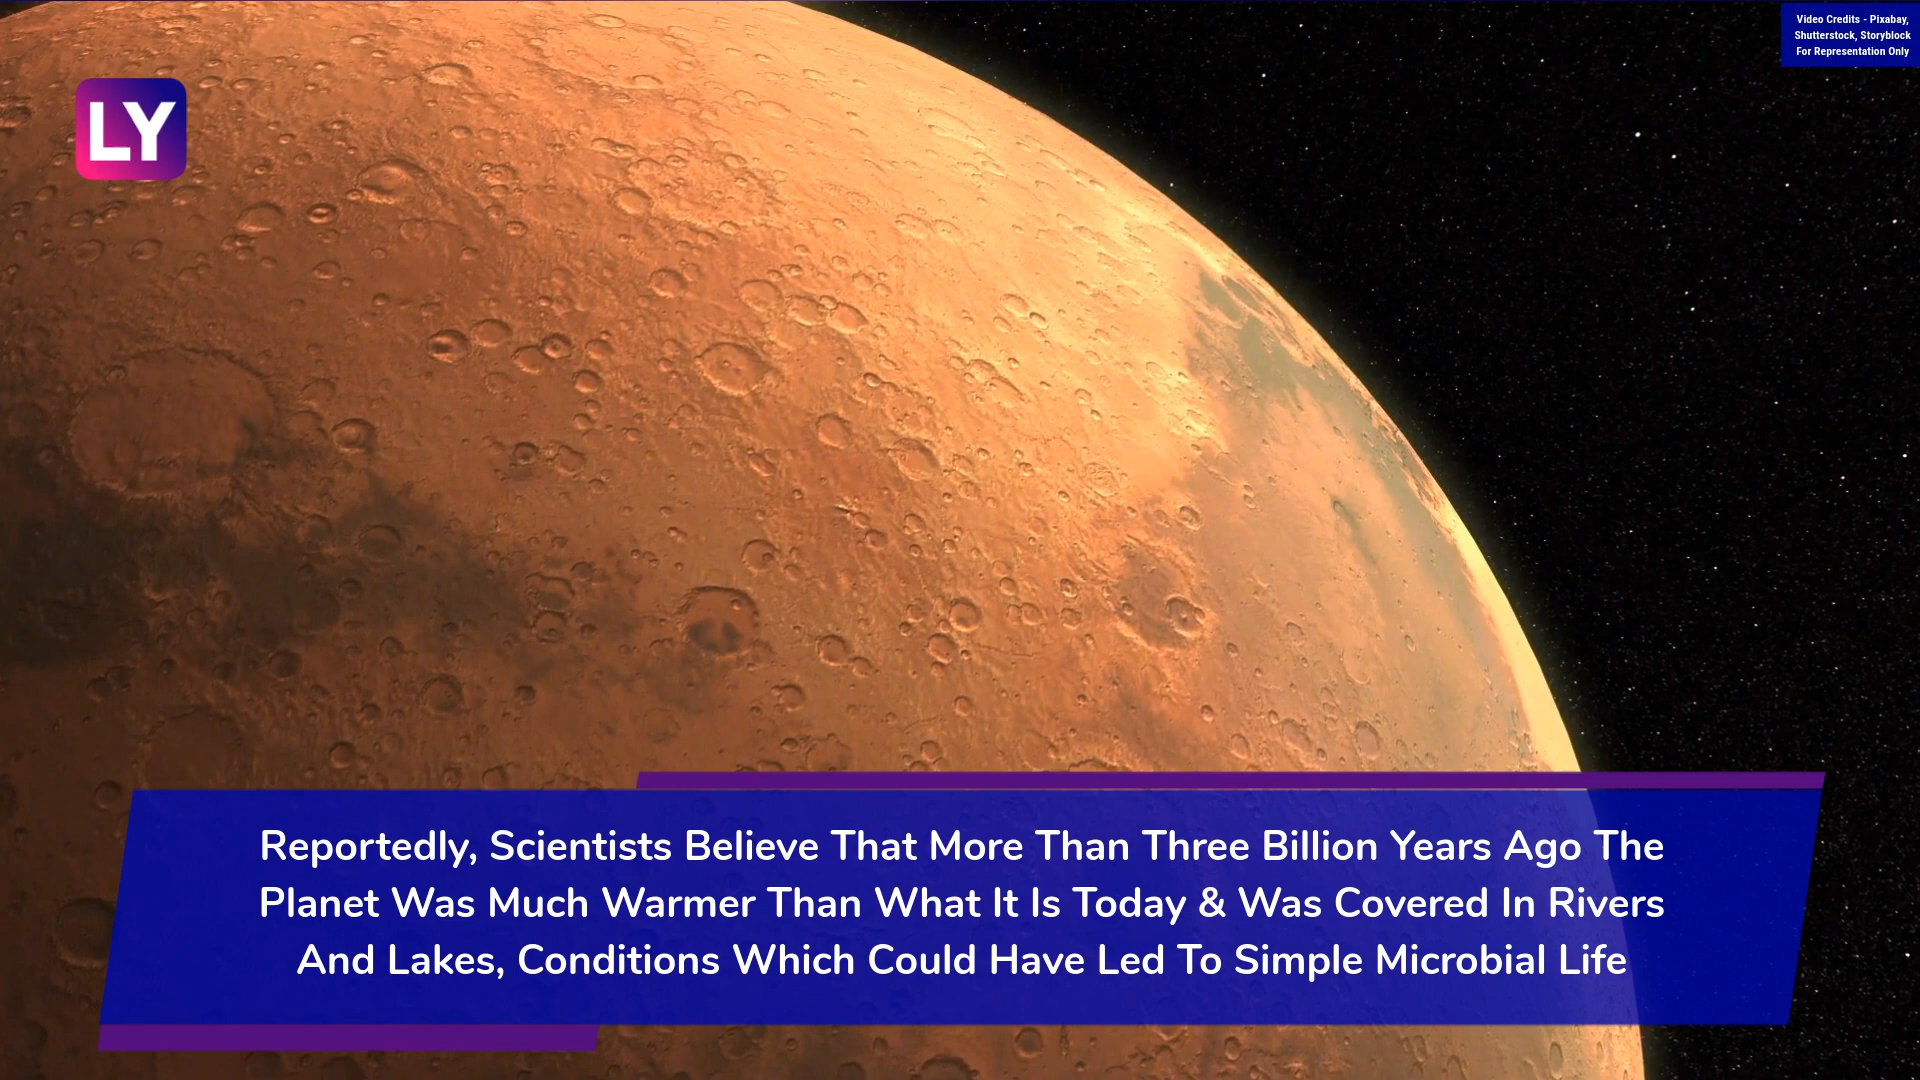 Video Credits - Pixabay,
Shutterstock, Storyblock
For Representation Only
LY
Reportedly, Scientists Believe That More Than Three Billion Years Ago The
Planet Was Much Warmer Than What It Is Today & Was Covered In Rivers
And Lakes, Conditions Which Could Have Led To Simple Microbial Life